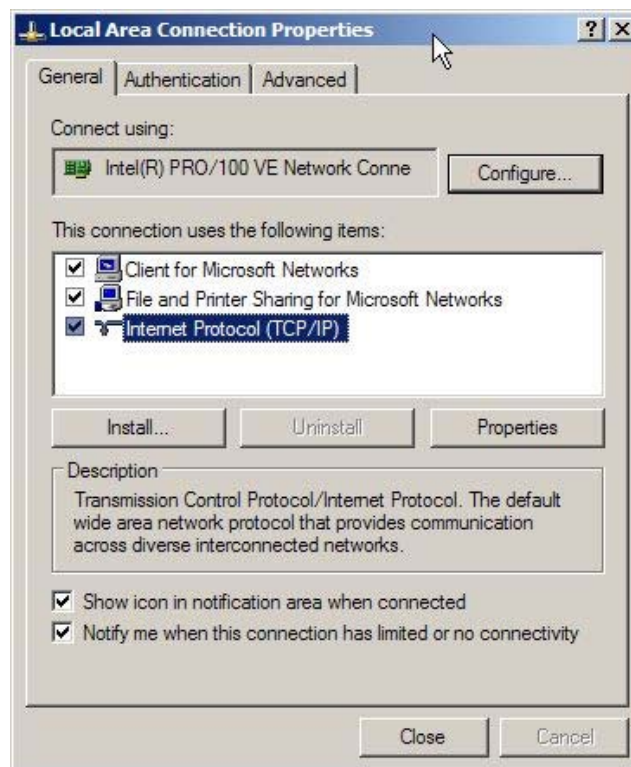 Local Area Connection Properties
General Authentication Advanced
Connect using:
Intel(R) PRO/100 VE Network Conne
Configure...
This connection uses the following items:
Client for Microsoft Networks
File and Printer Sharing for Microsoft Networks
Internet Protocol (TCP/IP)
Install... Uninstall Properties
Description
Transmission Control Protocol/Internet Protocol. The default
wide area network protocol that provides communication
across diverse interconnected networks.
Show icon in notification area when connected
Notify me when this connection has limited or no connectivity
Close Cancel